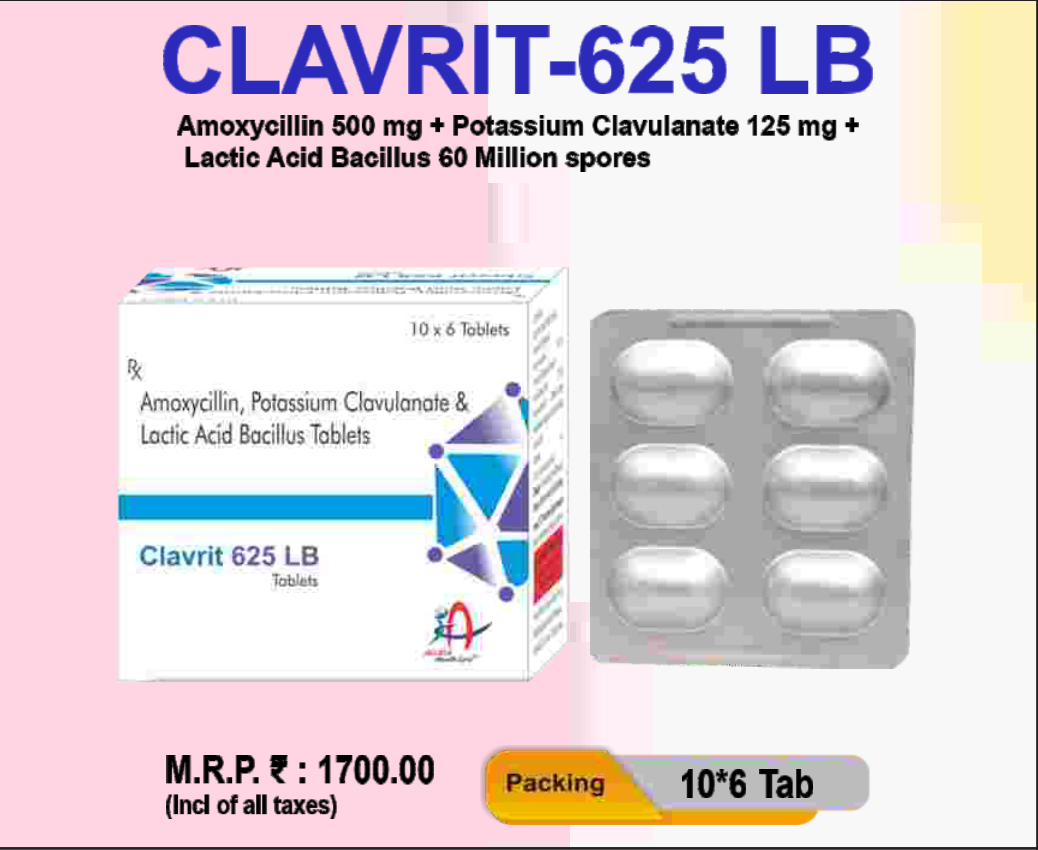 CLAVRIT-625 LB
Amoxycillin 500 mg + Potassium Clavulanate 125 mg +
Lactic Acid Bacillus 60 Million spores
10 x 6 Tablets
Rx
Amoxycillin, Potassium Clavulanate &
Lactic Acid Bacillus Tablets
Clavrit 625 LB
Tablets
M.R.P. ₹ : 1700.00
(Incl of all taxes)
Packing
10*6 Tab